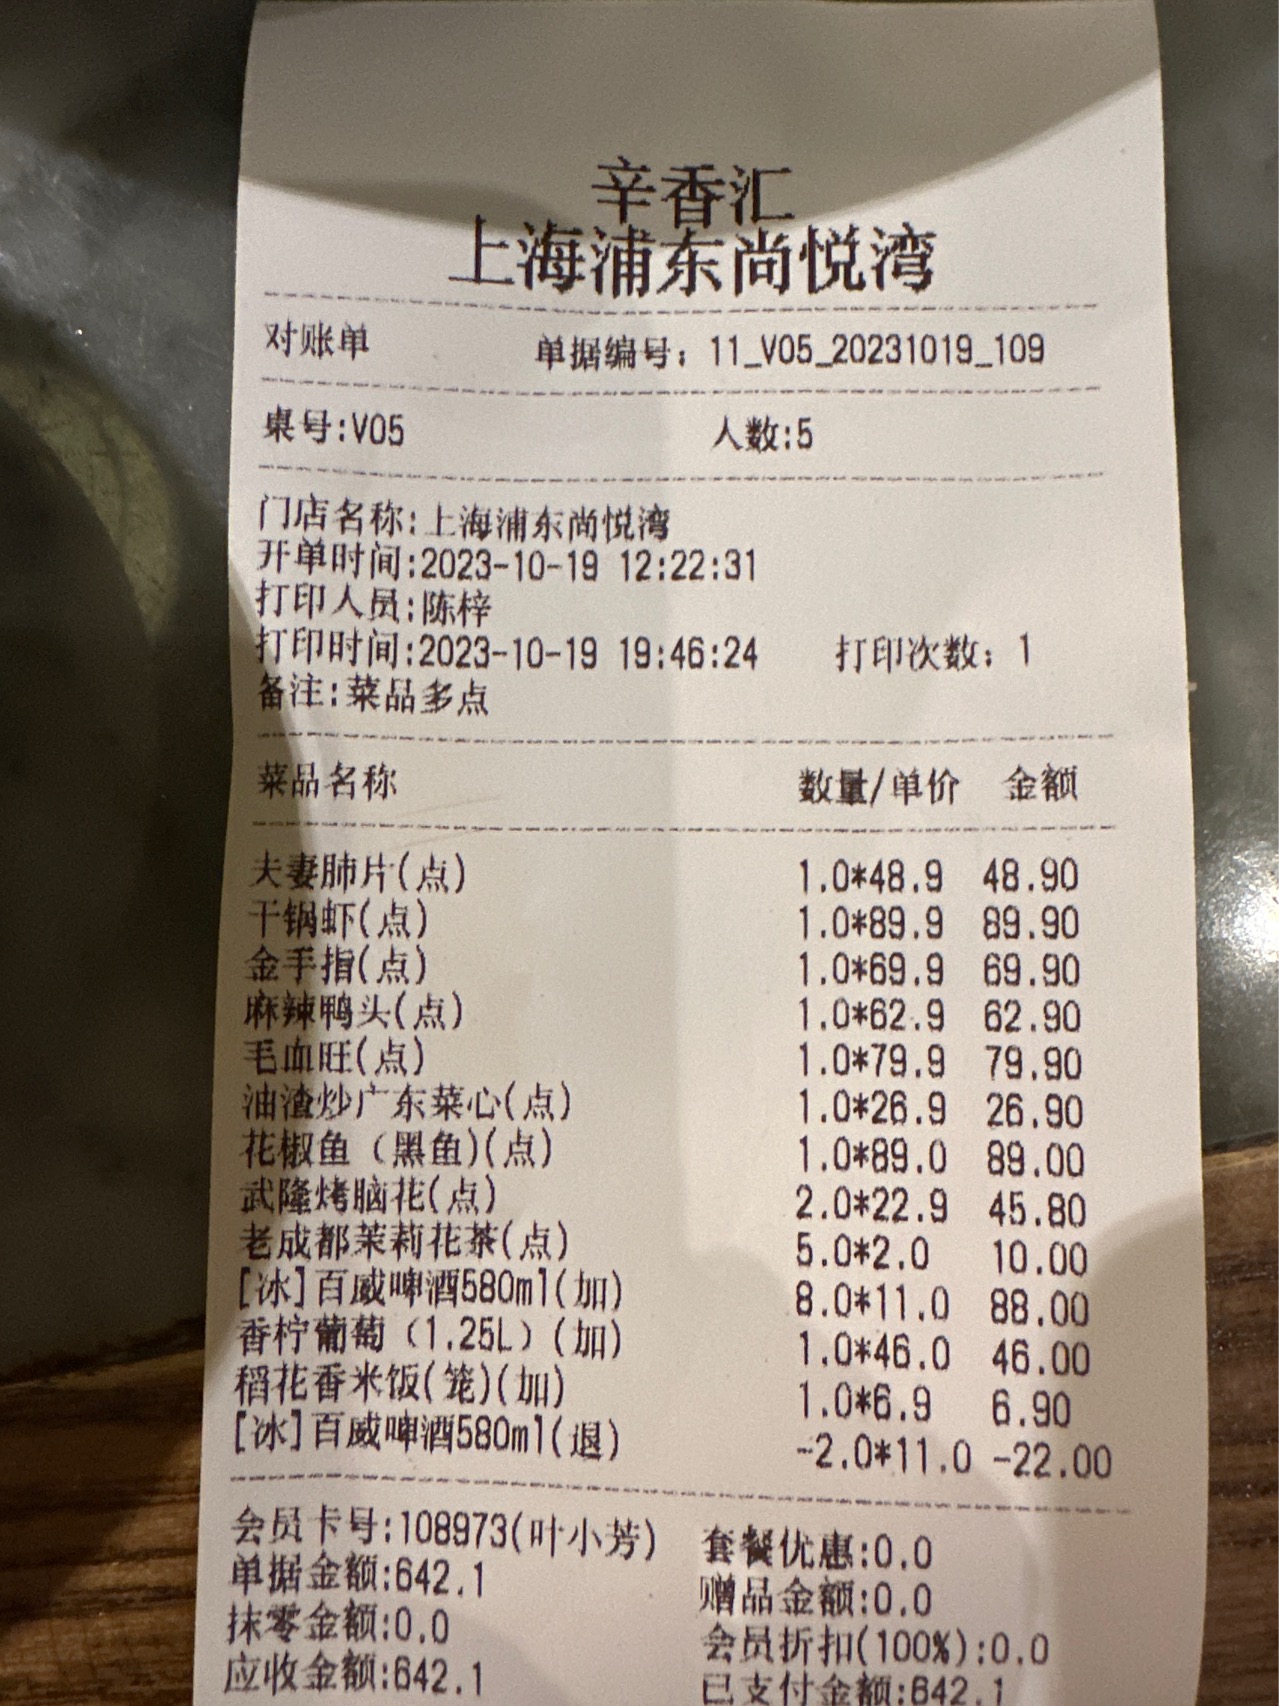 辛香汇
上海浦东尚悦湾
对账单 单据编号: 11_V05_20231019_109
桌号:V05 人数:5
门店名称:上海浦东尚悦湾
开单时间:2023-10-19 12:22:31
打印人员:陈梓
打印时间:2023-10-19 19:46:24 打印次数: 1
备注:菜品多点
菜品名称 数量/单价 金额
夫妻肺片(点) 1.0*48.9 48.90
干锅虾(点) 1.0*89.9 89.90
金手指(点) 1.0*69.9 69.90
麻辣鸭头(点) 1.0*62.9 62.90
毛血旺(点) 1.0*79.9 79.90
油渣炒广东菜心(点) 1.0*26.9 26.90
花椒鱼（黑鱼)(点) 1.0*89.0 89.00
武隆烤脑花(点) 2.0*22.9 45.80
老成都茉莉花茶(点) 5.0*2.0 10.00
[冰]百威啤酒580ml(加) 8.0*11.0 88.00
香柠葡萄（1.25L）(加) 1.0*46.0 46.00
稻花香米饭(笼)(加) 1.0*6.9 6.90
[冰]百威啤酒580ml(退) -2.0*11.0 -22.00
会员卡号:108973(叶小芳) 套餐优惠:0.0
单据金额:642.1 赠品金额:0.0
抹零金额:0.0 会员折扣(100%):0.0
应收金额:642.1 已支付金额:642.1